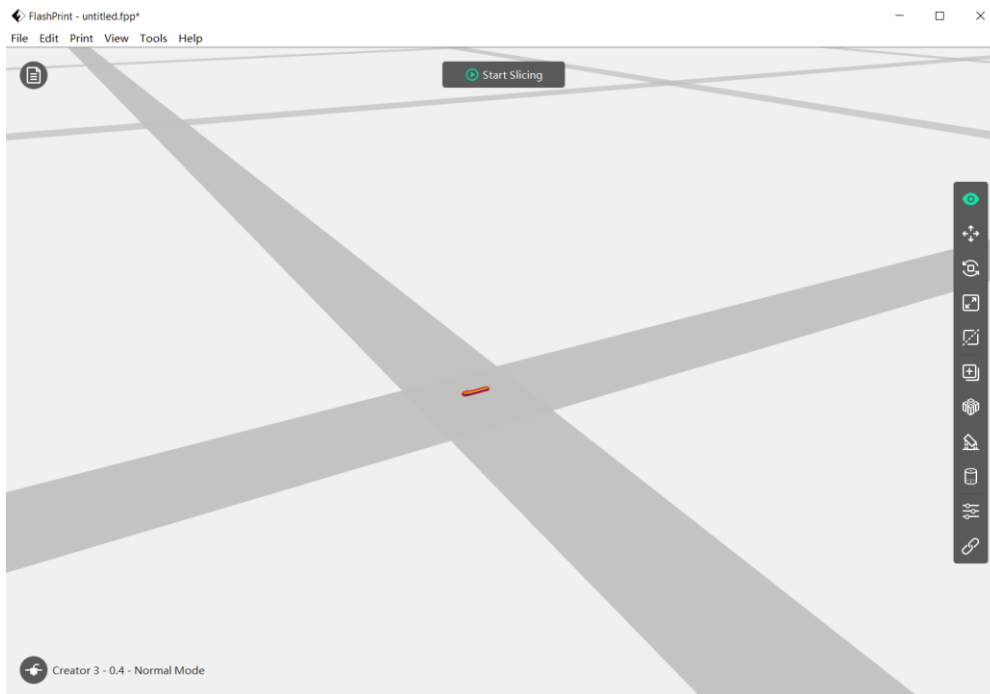 FlashPrint - untitled.fpp*
File Edit Print View Tools Help
Start Slicing
Creator 3 - 0.4 - Normal Mode